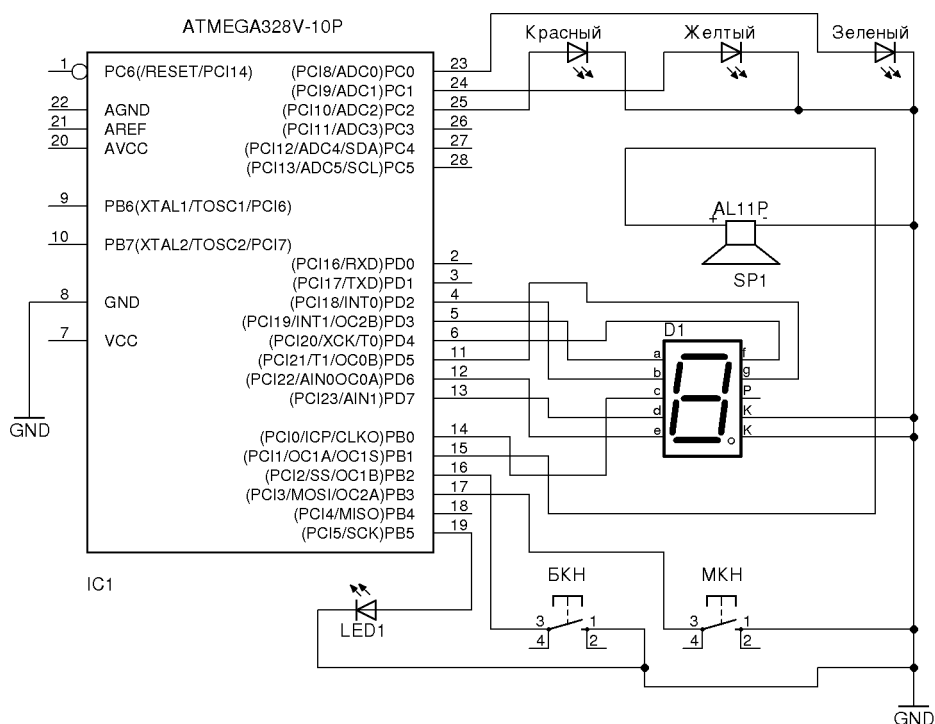 ATMEGA328V-10P
Красный
Желтый
Зеленый
1 PC6(/RESET/PCI14)
22 AGND
21 AREF
20 AVCC
9 PB6(XTAL1/TOSC1/PCI6)
10 PB7(XTAL2/TOSC2/PCI7)
8 GND
7 VCC
GND
(PCI8/ADC0)PC0 23
(PCI9/ADC1)PC1 24
(PCI10/ADC2)PC2 25
(PCI11/ADC3)PC3 26
(PCI12/ADC4/SDA)PC4 27
(PCI13/ADC5/SCL)PC5 28
(PCI16/RXD)PD0 2
(PCI17/TXD)PD1 3
(PCI18/INT0)PD2 4
(PCI19/INT1/OC2B)PD3 5
(PCI20/XCK/T0)PD4 6
(PCI21/T1/OC0B)PD5 11
(PCI22/AIN0OC0A)PD6 12
(PCI23/AIN1)PD7 13
(PCI0/ICP/CLKO)PB0 14
(PCI1/OC1A/OC1S)PB1 15
(PCI2/SS/OC1B)PB2 16
(PCI3/MOSI/OC2A)PB3 17
(PCI4/MISO)PB4 18
(PCI5/SCK)PB5 19
IC1
AL11P
+ -
SP1
D1
a f
b g
c P
d K
e K
LED1
БКН
3 1
4 2
МКН
3 1
4 2
GND